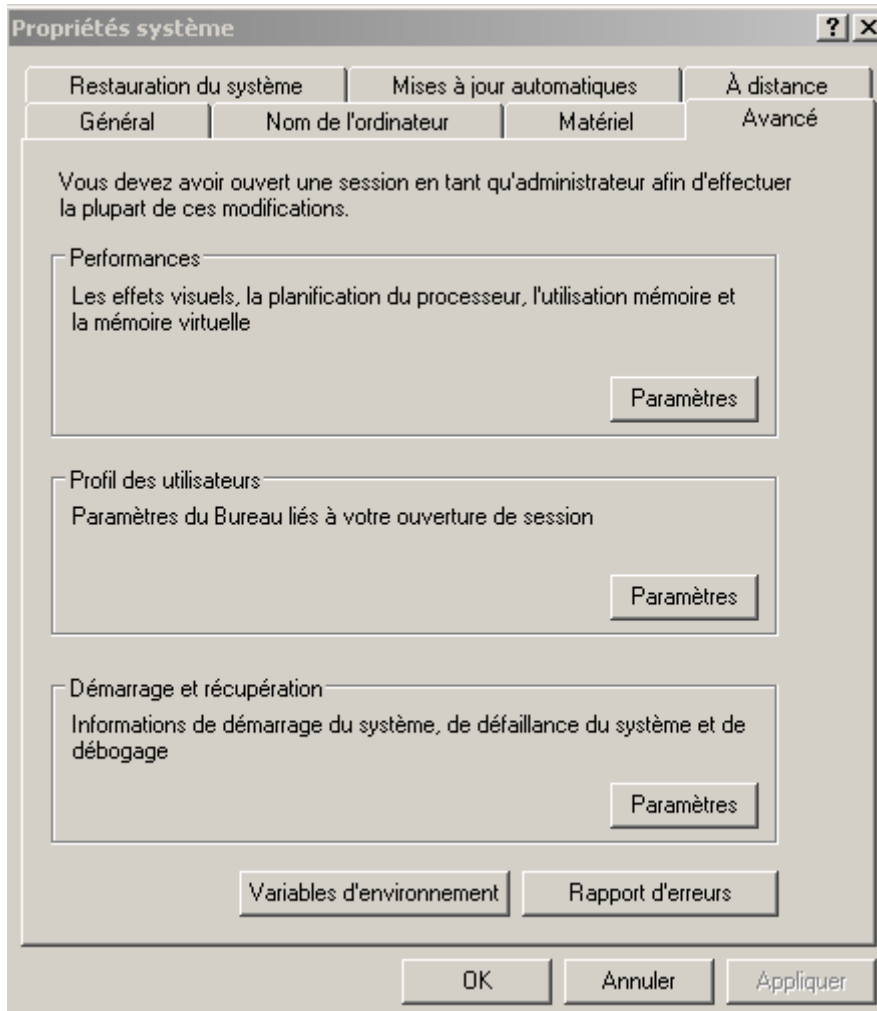 Propriétés système
Restauration du système
Mises à jour automatiques
À distance
Général
Nom de l'ordinateur
Matériel
Avancé
Vous devez avoir ouvert une session en tant qu'administrateur afin d'effectuer
la plupart de ces modifications.
Performances
Les effets visuels, la planification du processeur, l'utilisation mémoire et
la mémoire virtuelle
Paramètres
Profil des utilisateurs
Paramètres du Bureau liés à votre ouverture de session
Paramètres
Démarrage et récupération
Informations de démarrage du système, de défaillance du système et de
débogage
Paramètres
Variables d'environnement
Rapport d'erreurs
OK
Annuler
Appliquer